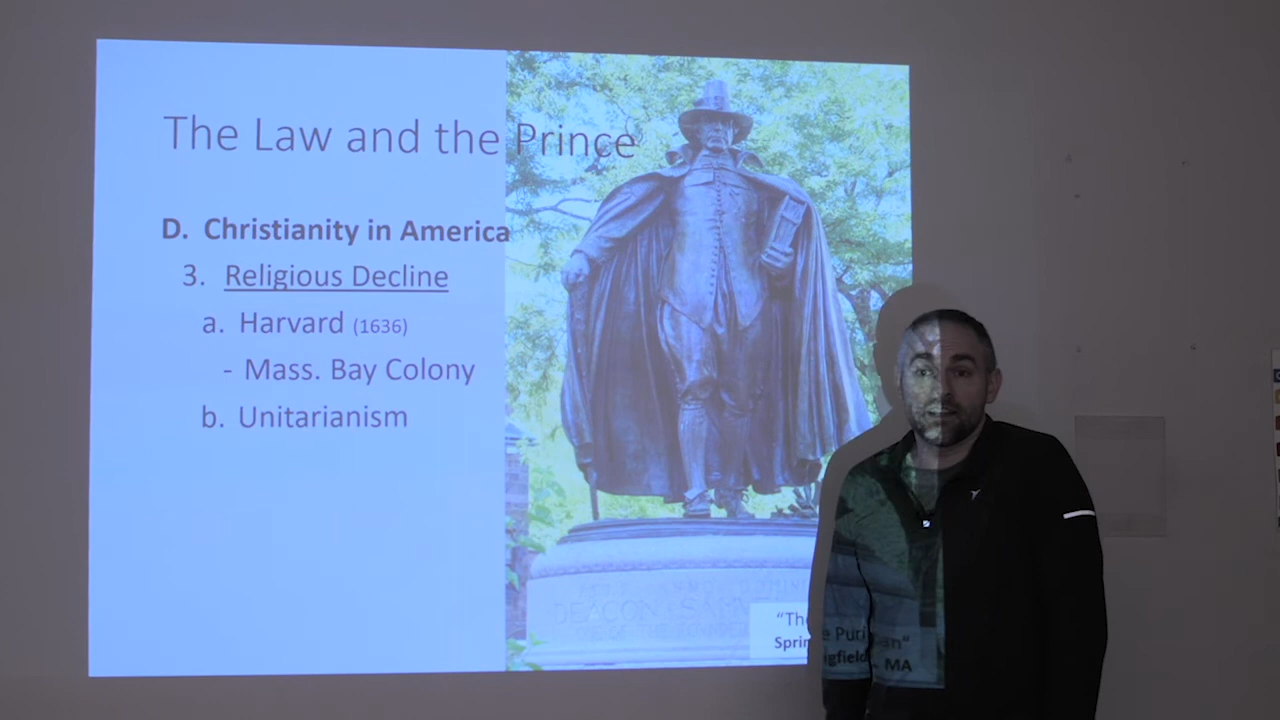 The Law and the Prince
D. Christianity in America
3. Religious Decline
a. Harvard (1636)
- Mass. Bay Colony
b. Unitarianism
DEACON SAMVEL
"The Puritan"
Springfield, MA